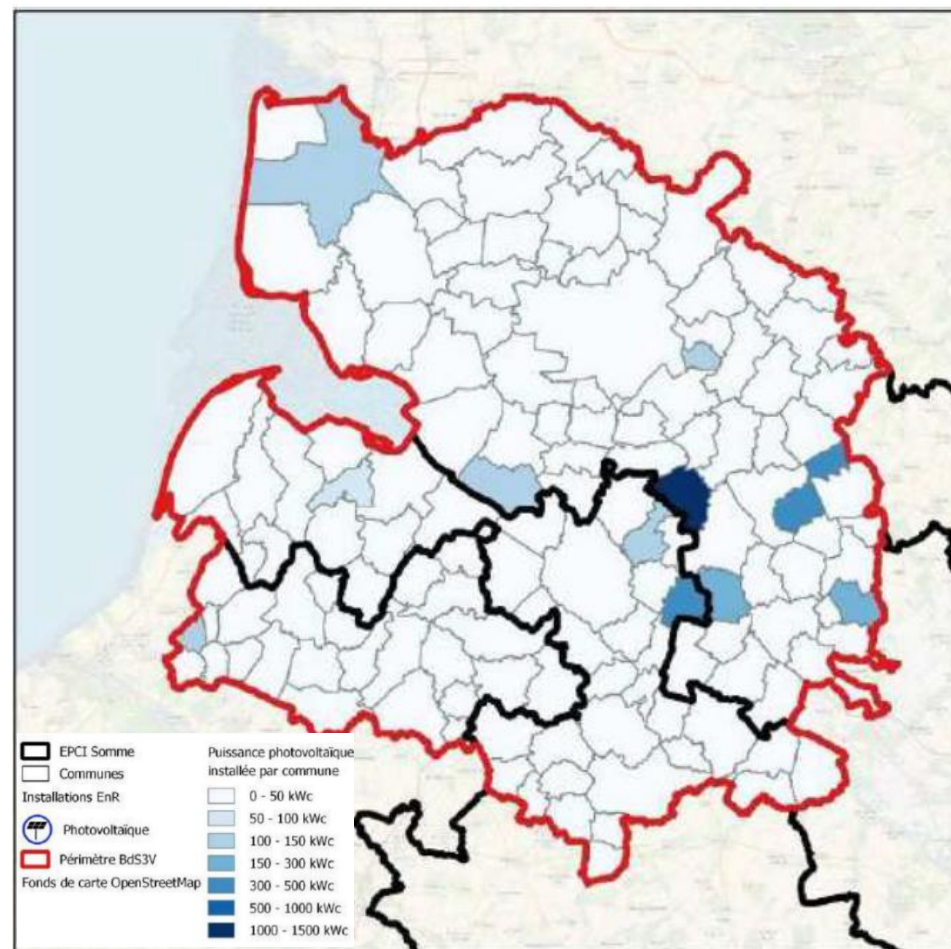 EPCI Somme
Communes
Installations EnR
Photovoltaïque
Périmètre BdS3V
Fonds de carte OpenStreetMap
Puissance photovoltaïque
installée par commune
0 - 50 kWc
50 - 100 kWc
100 - 150 kWc
150 - 300 kWc
300 - 500 kWc
500 - 1000 kWc
1000 - 1500 kWc